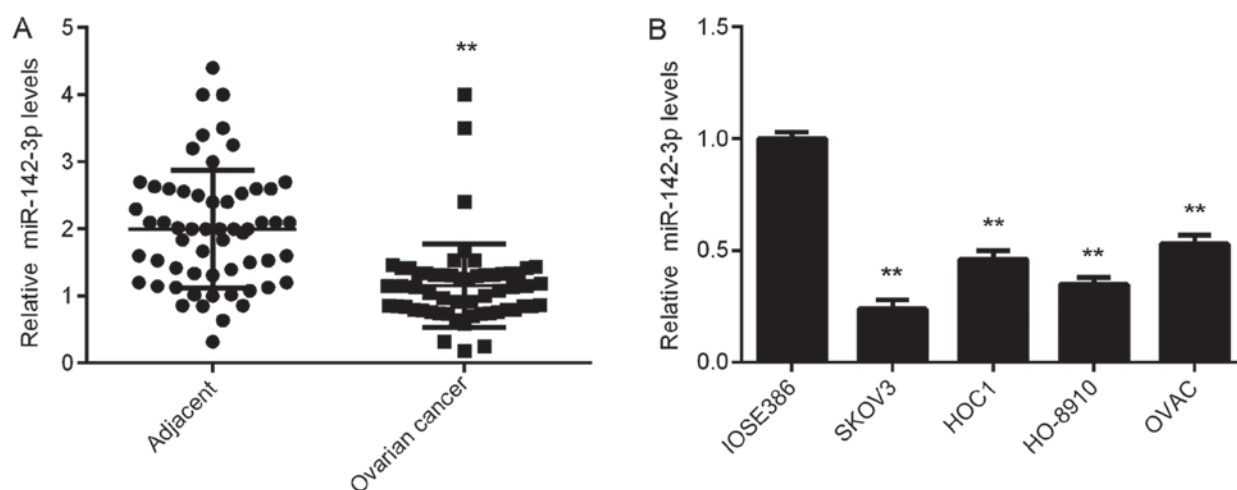 A
Relative miR-142-3p levels
5
4
3
2
1
0
**
Adjacent
Ovarian cancer
B
Relative miR-142-3p levels
1.5
1.0
0.5
0.0
**
**
**
**
IOSE386
SKOV3
HOC1
HO-8910
OVAC